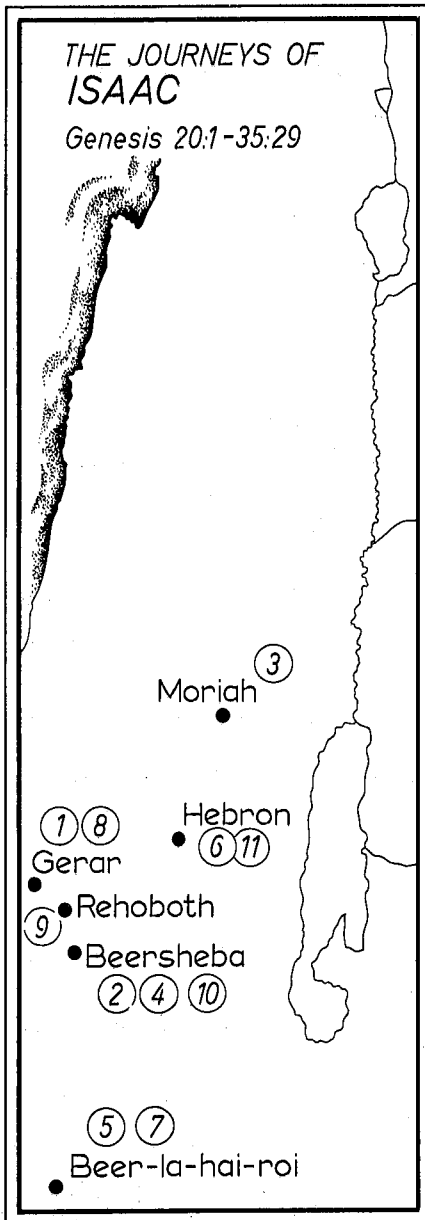 THE JOURNEYS OF
ISAAC
Genesis 20:1-35:29
3
Moriah
Hebron
6 11
1 8
Gerar
Rehoboth
9
Beersheba
2 4 10
5 7
Beer-la-hai-roi